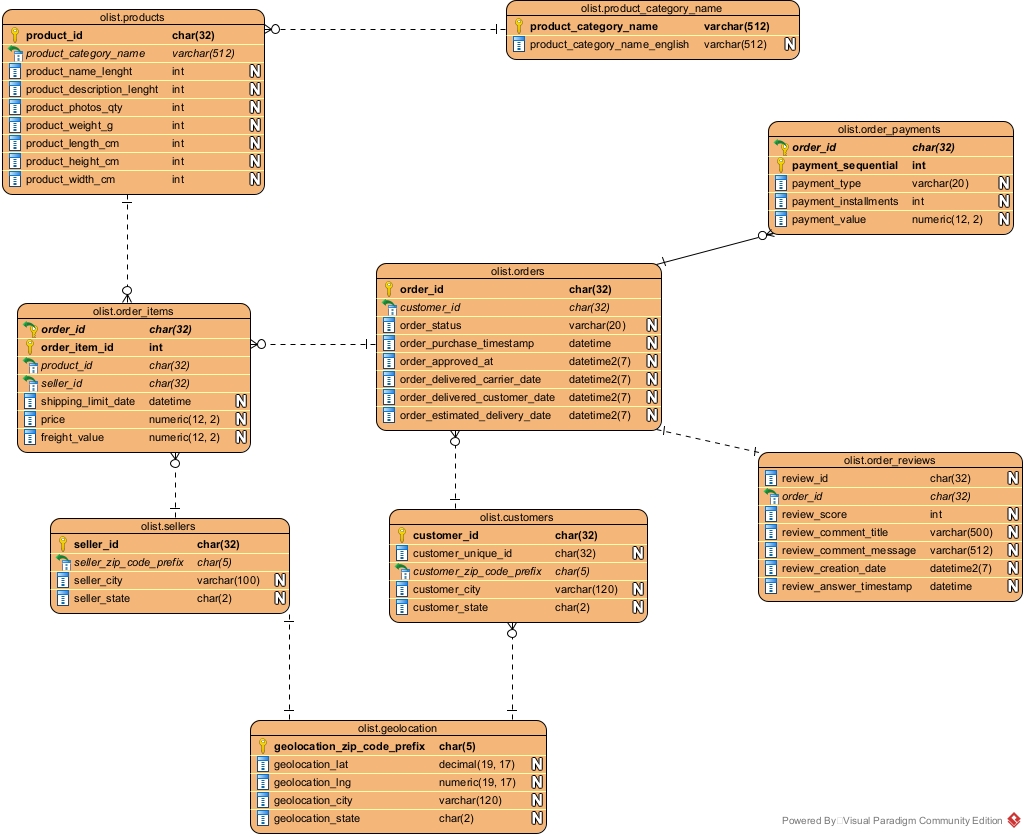 olist.products
product_id char(32)
product_category_name varchar(512)
product_name_lenght int N
product_description_lenght int N
product_photos_qty int N
product_weight_g int N
product_length_cm int N
product_height_cm int N
product_width_cm int N
olist.product_category_name
product_category_name varchar(512)
product_category_name_english varchar(512) N
olist.order_payments
order_id char(32)
payment_sequential int
payment_type varchar(20) N
payment_installments int N
payment_value numeric(12, 2) N
olist.orders
order_id char(32)
customer_id char(32)
order_status varchar(20) N
order_purchase_timestamp datetime N
order_approved_at datetime2(7) N
order_delivered_carrier_date datetime2(7) N
order_delivered_customer_date datetime2(7) N
order_estimated_delivery_date datetime2(7) N
olist.order_items
order_id char(32)
order_item_id int
product_id char(32)
seller_id char(32)
shipping_limit_date datetime N
price numeric(12, 2) N
freight_value numeric(12, 2) N
olist.order_reviews
review_id char(32) N
order_id char(32)
review_score int N
review_comment_title varchar(500) N
review_comment_message varchar(512) N
review_creation_date datetime2(7) N
review_answer_timestamp datetime N
olist.sellers
seller_id char(32)
seller_zip_code_prefix char(5)
seller_city varchar(100) N
seller_state char(2) N
olist.customers
customer_id char(32)
customer_unique_id char(32) N
customer_zip_code_prefix char(5)
customer_city varchar(120) N
customer_state char(2) N
olist.geolocation
geolocation_zip_code_prefix char(5)
geolocation_lat decimal(19, 17) N
geolocation_lng numeric(19, 17) N
geolocation_city varchar(120) N
geolocation_state char(2) N
Powered By Visual Paradigm Community Edition